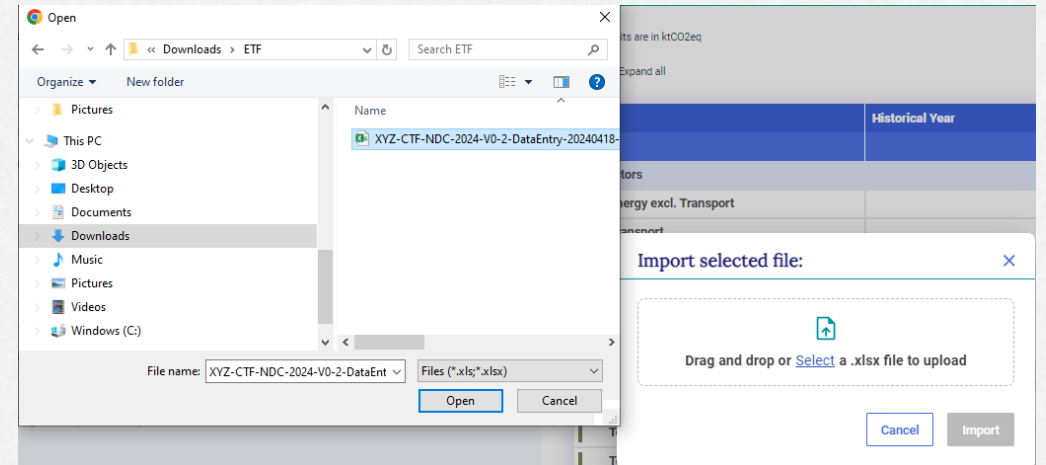 Open
« Downloads › ETF
Search ETF
Organize
New folder
Pictures
This PC
3D Objects
Desktop
Documents
Downloads
Music
Pictures
Videos
Windows (C:)
Name
XYZ-CTF-NDC-2024-V0-2-DataEntry-20240418-
File name:
XYZ-CTF-NDC-2024-V0-2-DataEnt
Files (*.xls;*.xlsx)
Open
Cancel
its are in ktCO2eq
Expand all
Historical Year
tors
nergy excl. Transport
ansport
Import selected file:
Drag and drop or Select a .xlsx file to upload
Cancel
Import